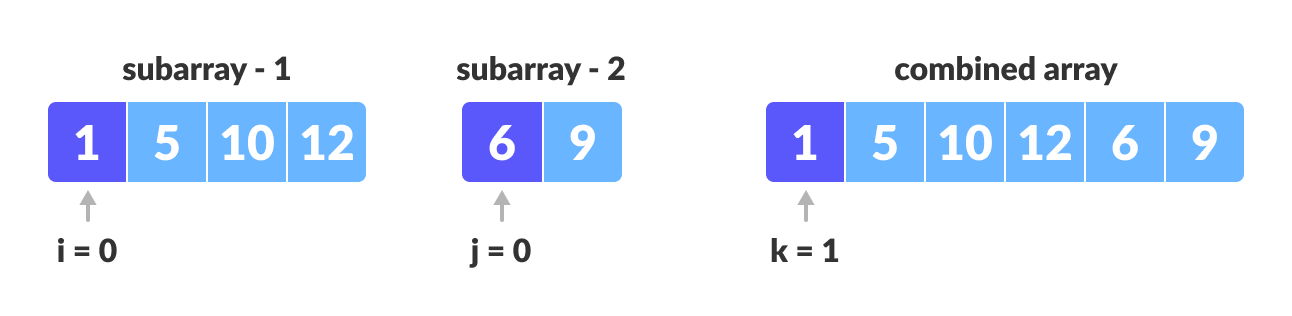 subarray - 1
1 5 10 12
i = 0
subarray - 2
6 9
j = 0
combined array
1 5 10 12 6 9
k = 1